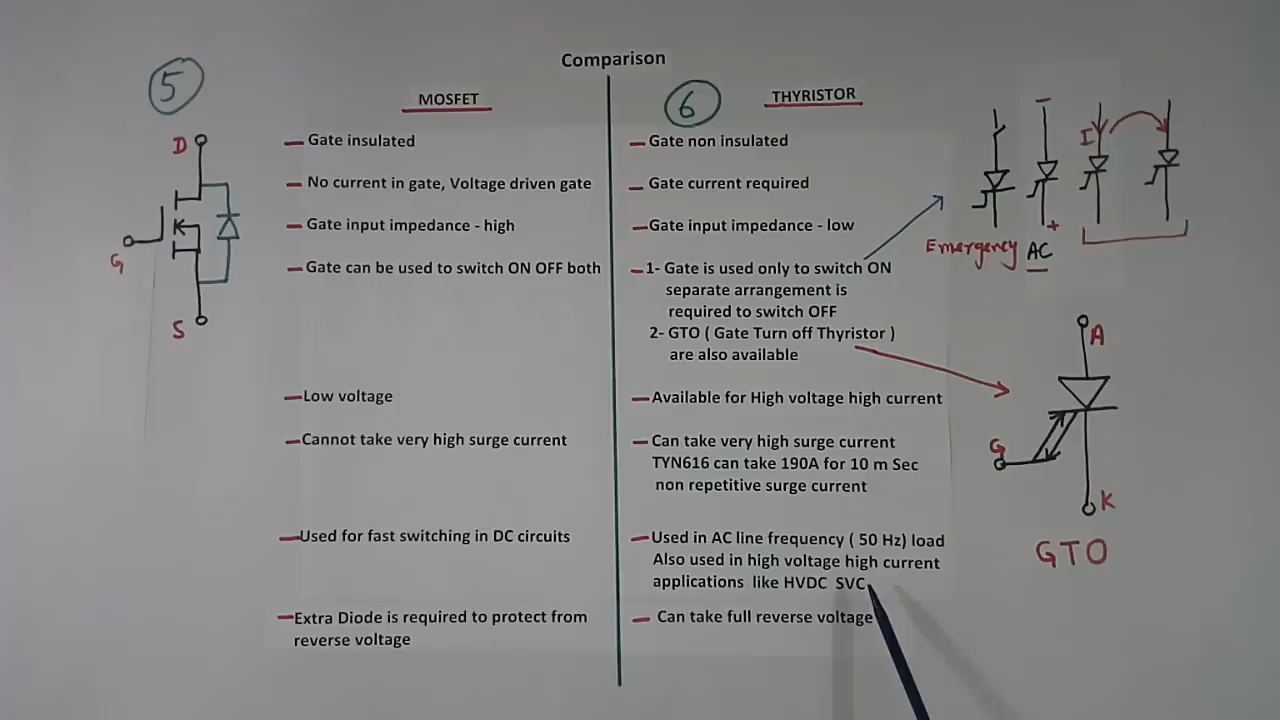 Comparison
5
MOSFET
Gate insulated
No current in gate, Voltage driven gate
Gate input impedance - high
Gate can be used to switch ON OFF both
Low voltage
Cannot take very high surge current
Used for fast switching in DC circuits
Extra Diode is required to protect from
reverse voltage
D
G
S
6
THYRISTOR
Gate non insulated
Gate current required
Gate input impedance - low
1- Gate is used only to switch ON
separate arrangement is
required to switch OFF
2- GTO ( Gate Turn off Thyristor )
are also available
Available for High voltage high current
Can take very high surge current
TYN616 can take 190A for 10 m Sec
non repetitive surge current
Used in AC line frequency ( 50 Hz) load
Also used in high voltage high current
applications like HVDC SVC
Can take full reverse voltage
−
I
+
Emergency AC
A
G
K
GTO